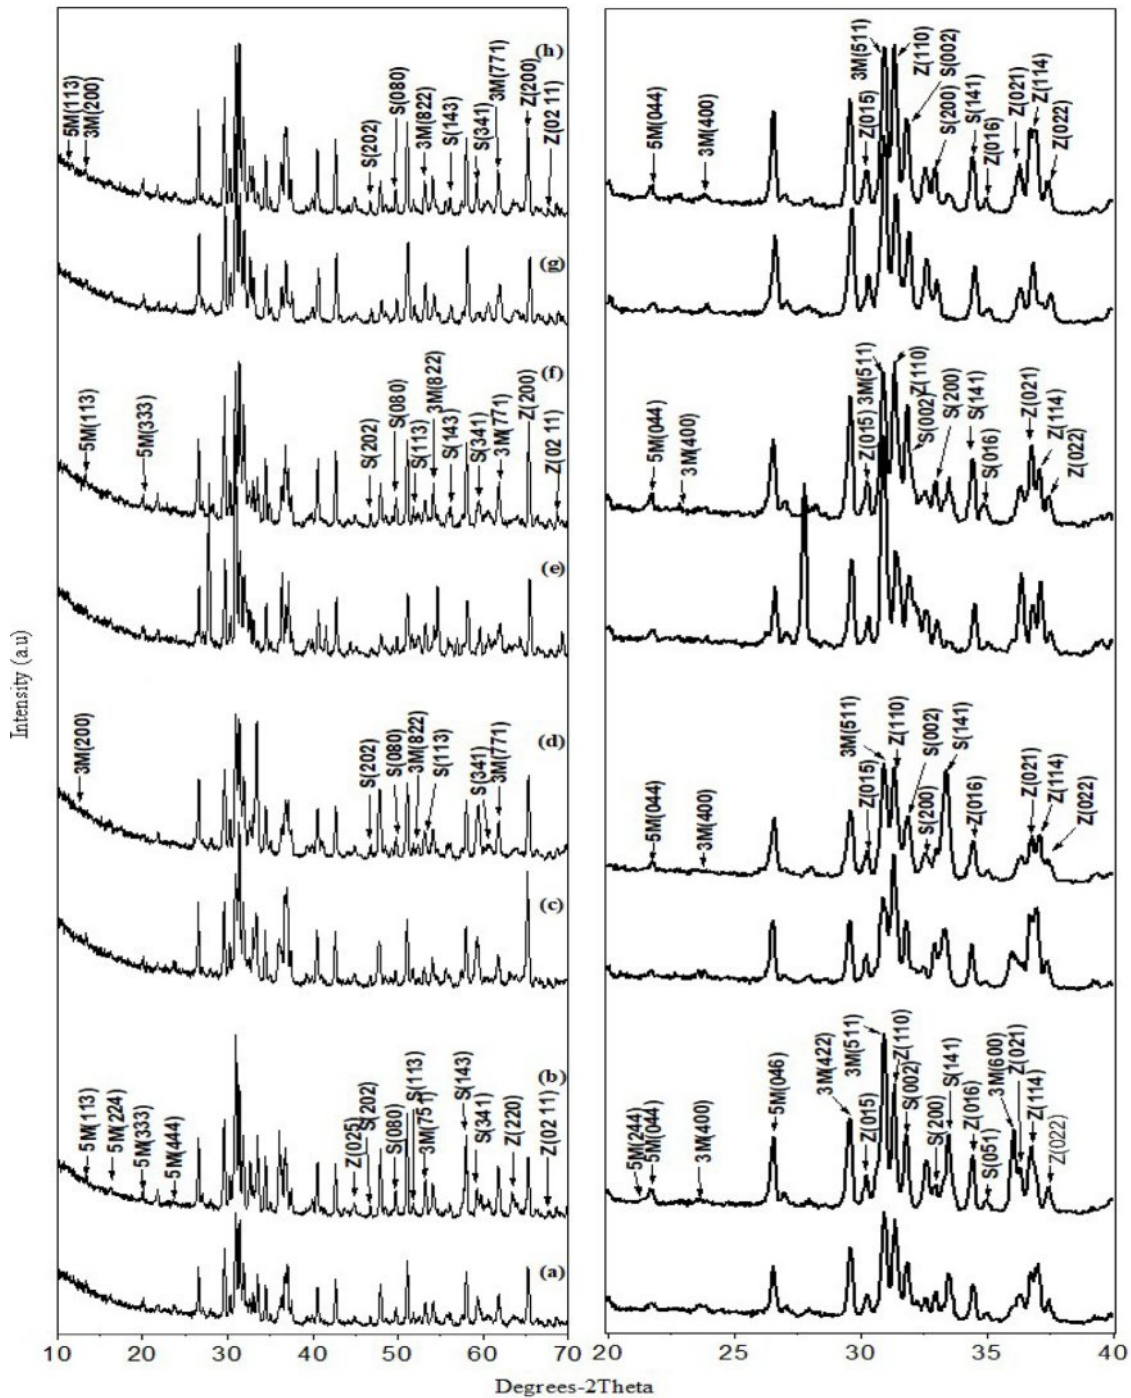 Intensity (a.u)
(h)
5M(113)
3M(200)
S(202)
S(080)
3M(822)
S(143)
S(341)
3M(771)
Z(200)
Z(02 11)
(g)
(f)
5M(113)
5M(333)
S(202)
S(080)
S(113)
3M(822)
S(143)
S(341)
3M(771)
Z(200)
Z(02 11)
(e)
(d)
3M(200)
S(202)
S(080)
3M(822)
S(113)
S(341)
3M(771)
(c)
(b)
5M(113)
5M(224)
5M(333)
5M(444)
Z(025)
S(202)
S(080)
S(113)
3M(751)
S(143)
S(341)
Z(220)
Z(02 11)
(a)
10 20 30 40 50 60 70
5M(044)
3M(400)
Z(015)
3M(511)
Z(110)
S(002)
S(200)
S(141)
Z(016)
Z(021)
Z(114)
Z(022)
5M(044)
3M(400)
Z(015)
3M(511)
Z(110)
S(002)
S(200)
S(141)
S(016)
Z(021)
Z(114)
Z(022)
5M(044)
3M(400)
3M(511)
Z(015)
Z(110)
S(002)
S(200)
S(141)
Z(016)
Z(021)
Z(114)
Z(022)
5M(244)
5M(044)
3M(400)
5M(046)
3M(422)
3M(511)
Z(015)
Z(110)
S(002)
S(200)
S(141)
Z(016)
S(051)
3M(600)
Z(021)
Z(114)
Z(022)
20 25 30 35 40
Degrees-2Theta